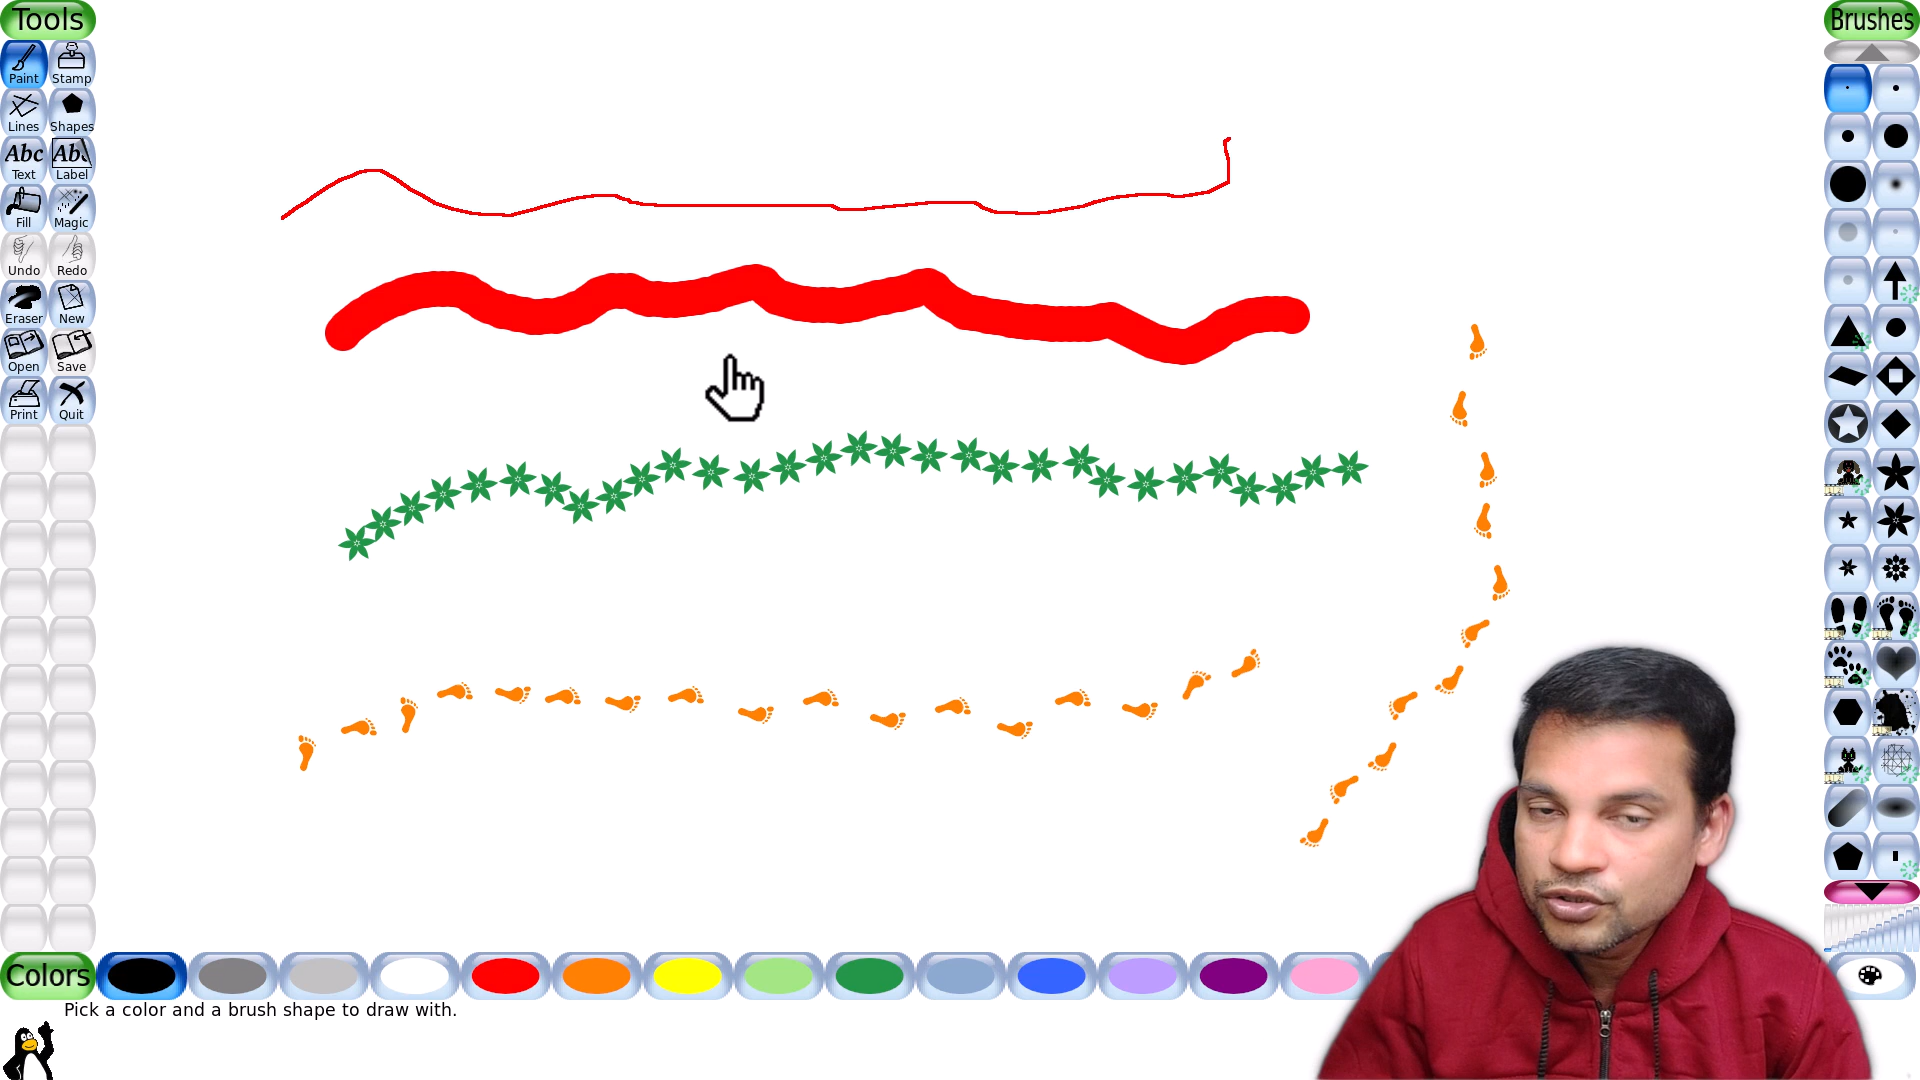 Tools
Brushes
Paint
Stamp
Lines
Shapes
Abc
Text
Abc
Label
Fill
Magic
Undo
Redo
Eraser
New
Open
Save
Print
Quit
Colors
Pick a color and a brush shape to draw with.